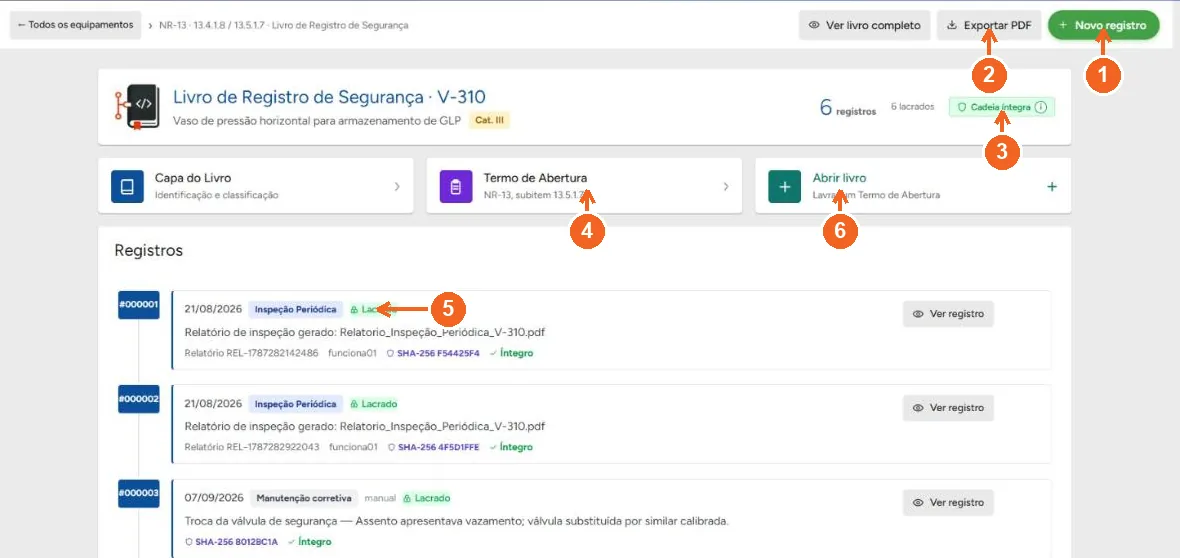 ← Todos os equipamentos › NR-13 · 13.4.1.8 / 13.5.1.7 · Livro de Registro de Segurança
Ver livro completo
Exportar PDF
+ Novo registro
2
1
Livro de Registro de Segurança · V-310
Vaso de pressão horizontal para armazenamento de GLP Cat. III
6 registros
6 lacrados
Cadeia íntegra
3
Capa do Livro
Identificação e classificação
Termo de Abertura
NR-13, subitem 13.5.1.7
4
Abrir livro
Lavrar um Termo de Abertura
6
Registros
#000001
21/08/2026 Inspeção Periódica Lacrado
5
Relatório de inspeção gerado: Relatorio_Inspeção_Periódica_V-310.pdf
Relatório REL-1787282142486 funciona01 SHA-256 F54425F4 ✓ Íntegro
Ver registro
#000002
21/08/2026 Inspeção Periódica Lacrado
Relatório de inspeção gerado: Relatorio_Inspeção_Periódica_V-310.pdf
Relatório REL-1787282922043 funciona01 SHA-256 4F5D1FFE ✓ Íntegro
Ver registro
#000003
07/09/2026 Manutenção corretiva manual Lacrado
Troca da válvula de segurança — Assento apresentava vazamento; válvula substituída por similar calibrada.
SHA-256 8012BC1A ✓ Íntegro
Ver registro